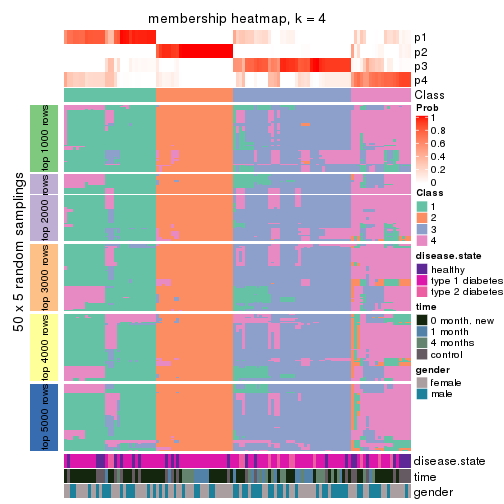 membership heatmap, k = 4
p1
p2
p3
p4
Class
50 x 5 random samplings
top 1000 rows
top 2000 rows
top 3000 rows
top 4000 rows
top 5000 rows
Prob
1
0.8
0.6
0.4
0.2
0
Class
1
2
3
4
disease.state
healthy
type 1 diabetes
type 2 diabetes
time
0 month. new
1 month
4 months
control
gender
female
male
disease.state
time
gender